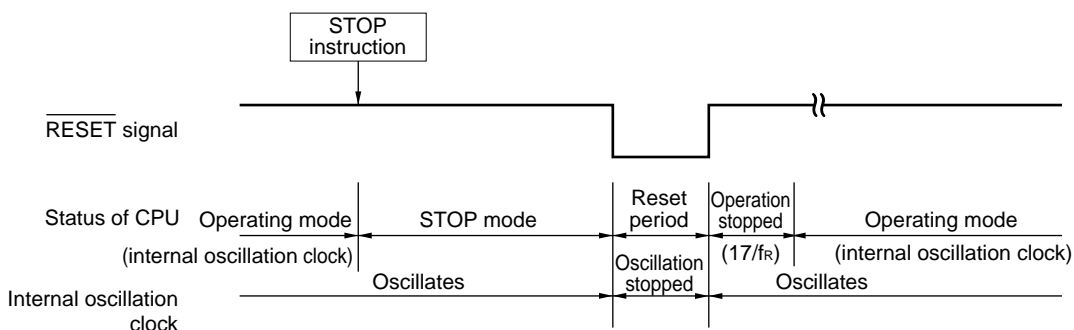 STOP
instruction
RESET signal
Status of CPU
Operating mode
(internal oscillation clock)
STOP mode
Reset
period
Operation
stopped
(17/fR)
Operating mode
(internal oscillation clock)
Internal oscillation
clock
Oscillates
Oscillation
stopped
Oscillates